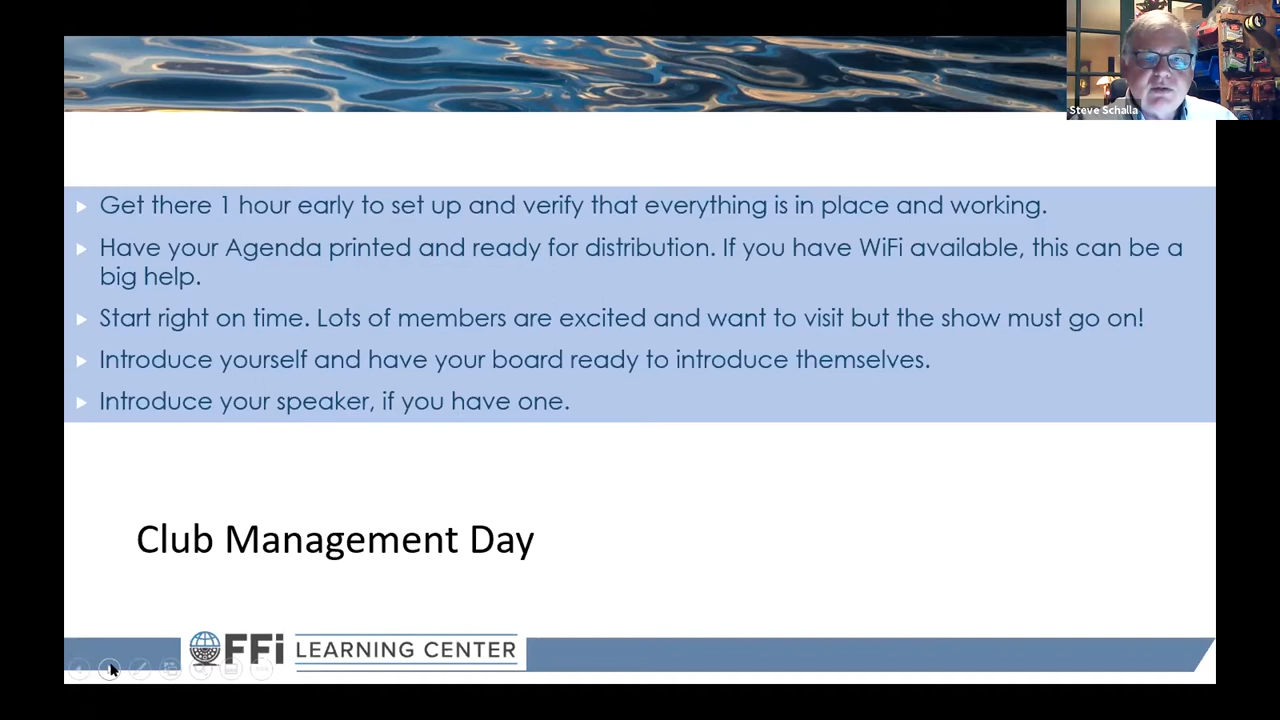 Steve Schalla
Get there 1 hour early to set up and verify that everything is in place and working.
Have your Agenda printed and ready for distribution. If you have WiFi available, this can be a
big help.
Start right on time. Lots of members are excited and want to visit but the show must go on!
Introduce yourself and have your board ready to introduce themselves.
Introduce your speaker, if you have one.
Club Management Day
FFi LEARNING CENTER